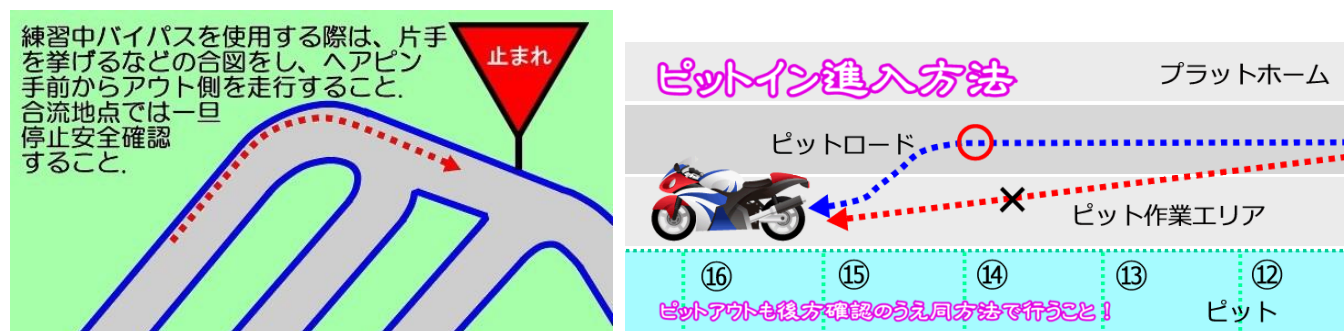 練習中バイパスを使用する際は、片手
を挙げるなどの合図をし、ヘアピン
手前からアウト側を走行すること.
合流地点では一旦
停止安全確認
すること.
止まれ
ピットイン進入方法
プラットホーム
ピットロード
ピット作業エリア
⑯ ⑮ ⑭ ⑬ ⑫
ピットアウトも後方確認のうえ同方法で行うこと!
ピット